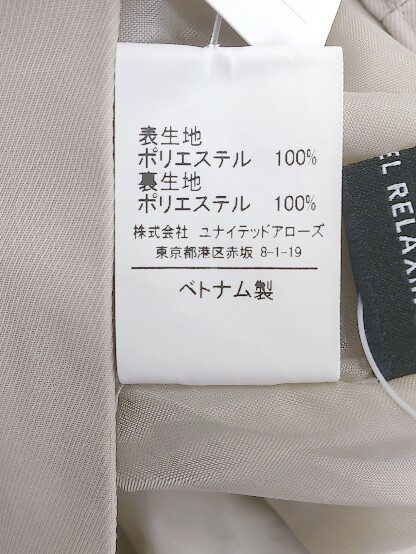 表生地
ポリエステル 100%
裏生地
ポリエステル 100%
株式会社 ユナイテッドアローズ
東京都港区赤坂 8-1-19
ベトナム製
EL RELAXIN